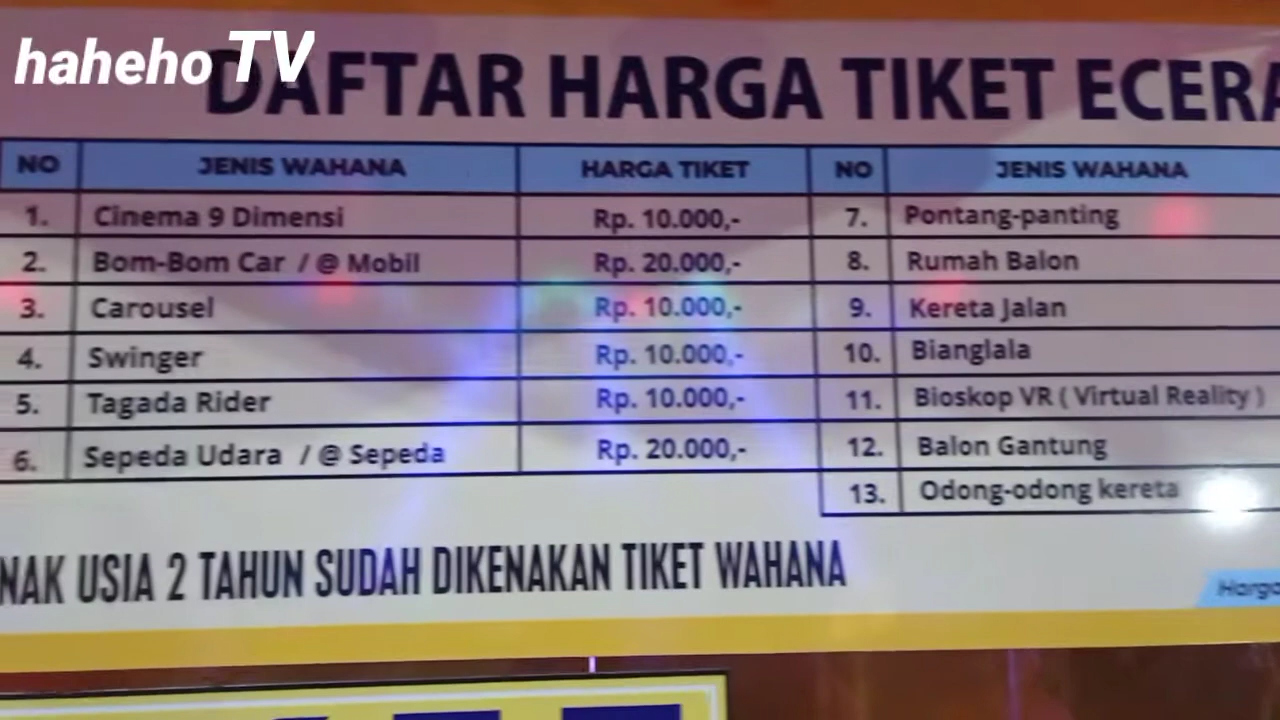 haheho TV
DAFTAR HARGA TIKET ECERA
NO JENIS WAHANA HARGA TIKET NO JENIS WAHANA
1. Cinema 9 Dimensi Rp. 10.000,- 7. Pontang-panting
2. Bom-Bom Car / @ Mobil Rp. 20.000,- 8. Rumah Balon
3. Carousel Rp. 10.000,- 9. Kereta Jalan
4. Swinger Rp. 10.000,- 10. Bianglala
5. Tagada Rider Rp. 10.000,- 11. Bioskop VR ( Virtual Reality )
6. Sepeda Udara / @ Sepeda Rp. 20.000,- 12. Balon Gantung
13. Odong-odong kereta
NAK USIA 2 TAHUN SUDAH DIKENAKAN TIKET WAHANA
Harga